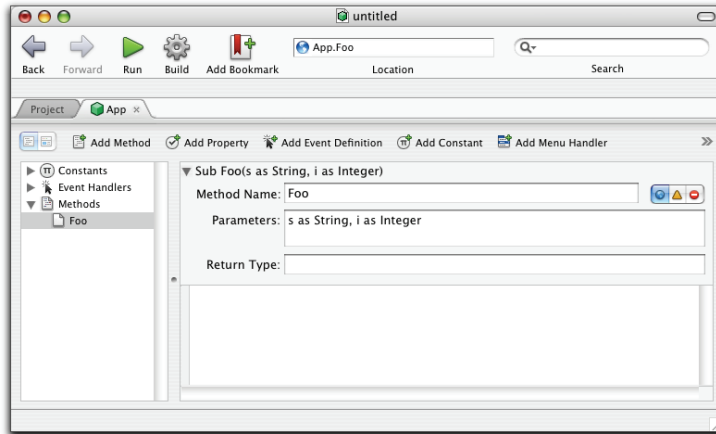 untitled
App.Foo
Back Forward Run Build Add Bookmark Location Search
Project App ×
Add Method Add Property Add Event Definition Add Constant Add Menu Handler »
Constants
Event Handlers
Methods
Foo
Sub Foo(s as String, i as Integer)
Method Name: Foo
Parameters: s as String, i as Integer
Return Type: